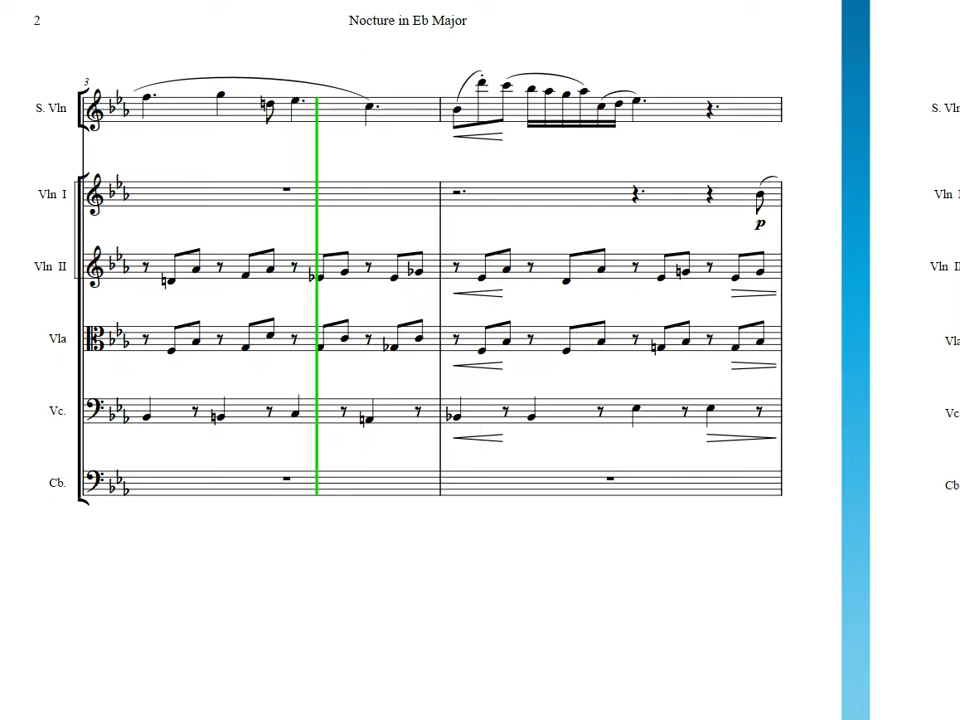 2
Nocture in Eb Major
3
S. Vln
Vln I
p
Vln II
Vla
Vc.
Cb.
S. Vln
Vln I
Vln II
Vla
Vc.
Cb.